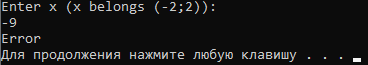 Enter x (x belongs (-2;2)):
-9
Error
Для продолжения нажмите любую клавишу . . .